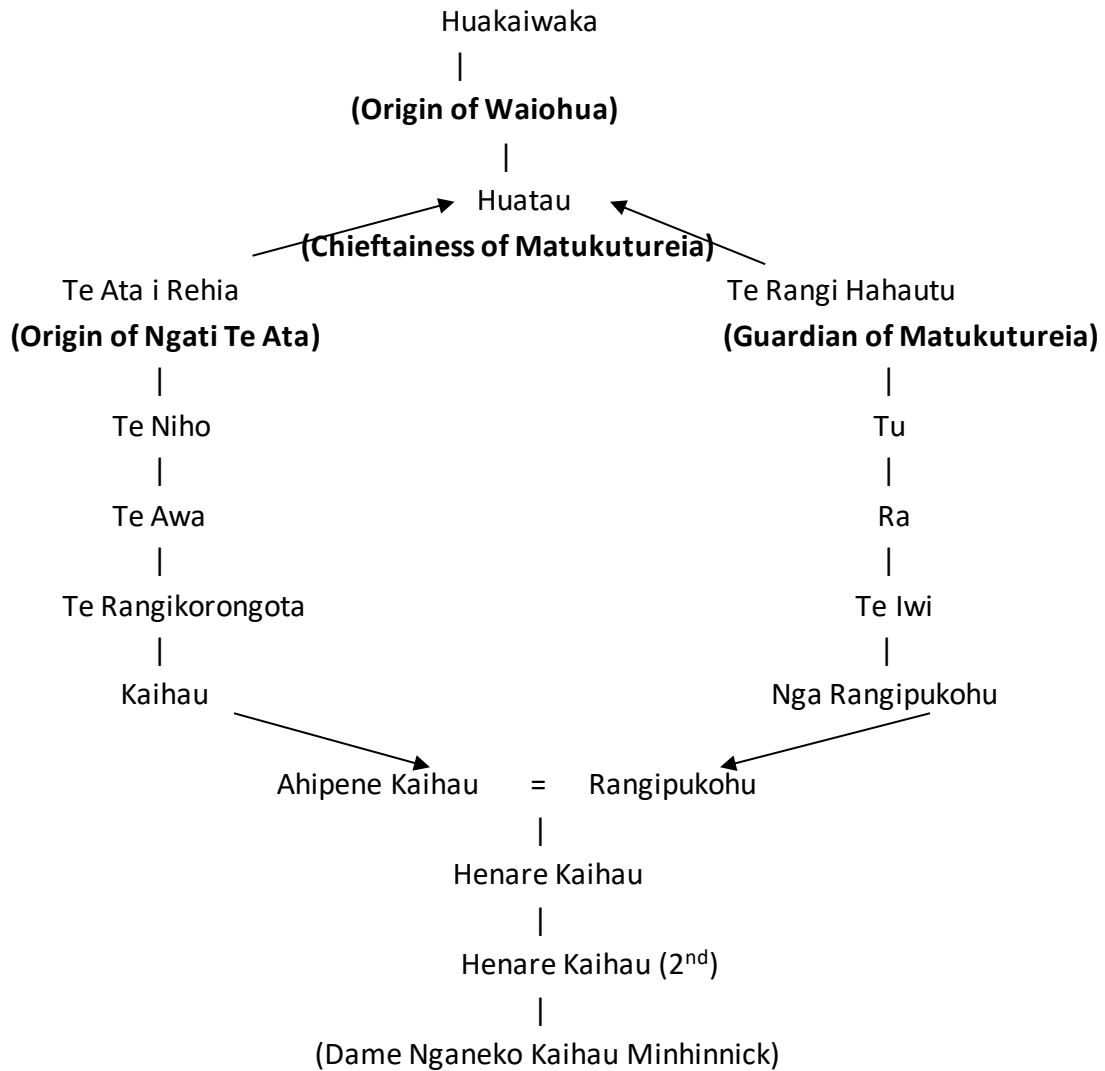 Huakaiwaka
|
(Origin of Waiohua)
|
Huatau
(Chieftainess of Matukutureia)
Te Ata i Rehia Te Rangi Hahautu
(Origin of Ngati Te Ata) (Guardian of Matukutureia)
| |
Te Niho Tu
| |
Te Awa Ra
| |
Te Rangikorongota Te Iwi
| |
Kaihau Nga Rangipukohu
Ahipene Kaihau = Rangipukohu
|
Henare Kaihau
|
Henare Kaihau (2nd)
|
(Dame Nganeko Kaihau Minhinnick)